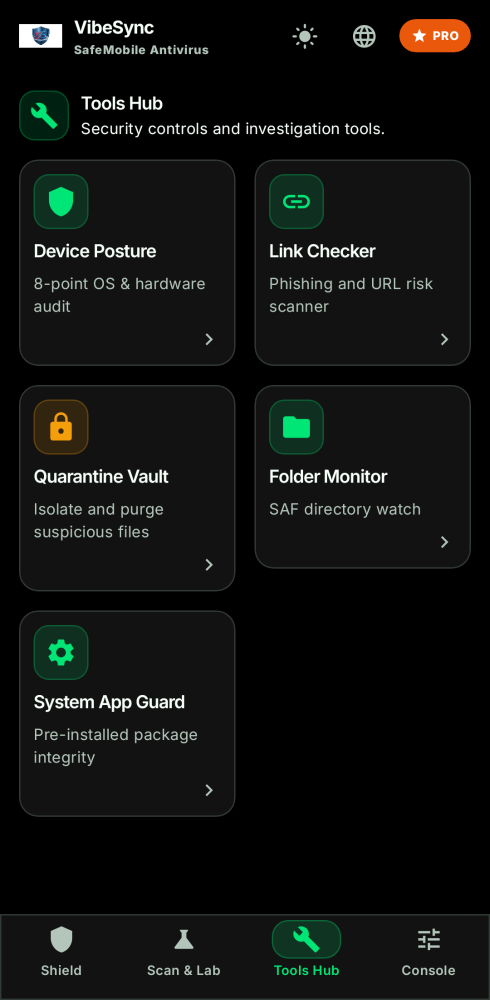 VibeSync
SafeMobile Antivirus
PRO
Tools Hub
Security controls and investigation tools.
Device Posture
8-point OS & hardware
audit
Link Checker
Phishing and URL risk
scanner
Quarantine Vault
Isolate and purge
suspicious files
Folder Monitor
SAF directory watch
System App Guard
Pre-installed package
integrity
Shield
Scan & Lab
Tools Hub
Console